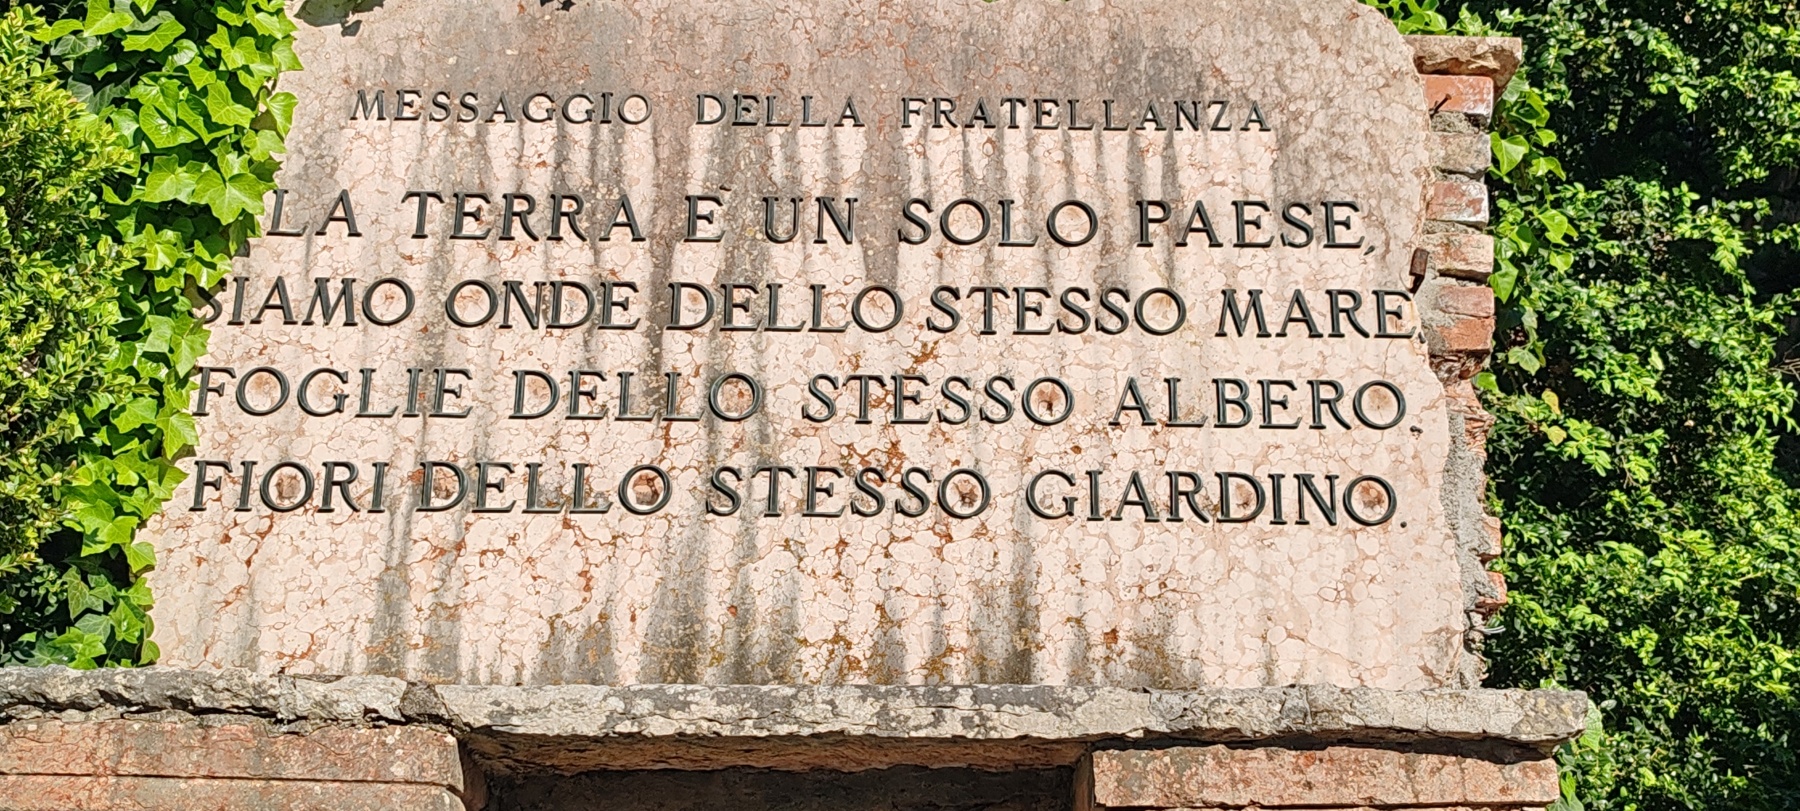 MESSAGGIO DELLA FRATELLANZA
LA TERRA È UN SOLO PAESE,
SIAMO ONDE DELLO STESSO MARE
FOGLIE DELLO STESSO ALBERO.
FIORI DELLO STESSO GIARDINO.